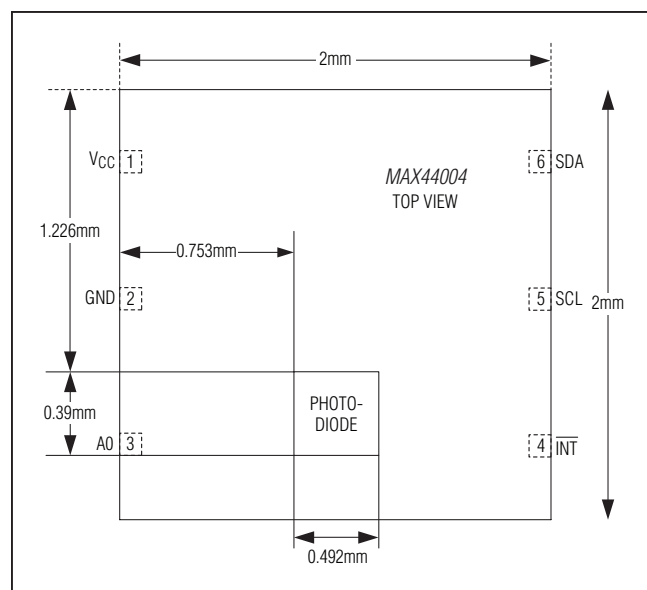 2mm
VCC 1
6 SDA
MAX44004
TOP VIEW
1.226mm
0.753mm
GND 2
5 SCL
2mm
0.39mm
PHOTO-
DIODE
A0 3
4 INT
0.492mm